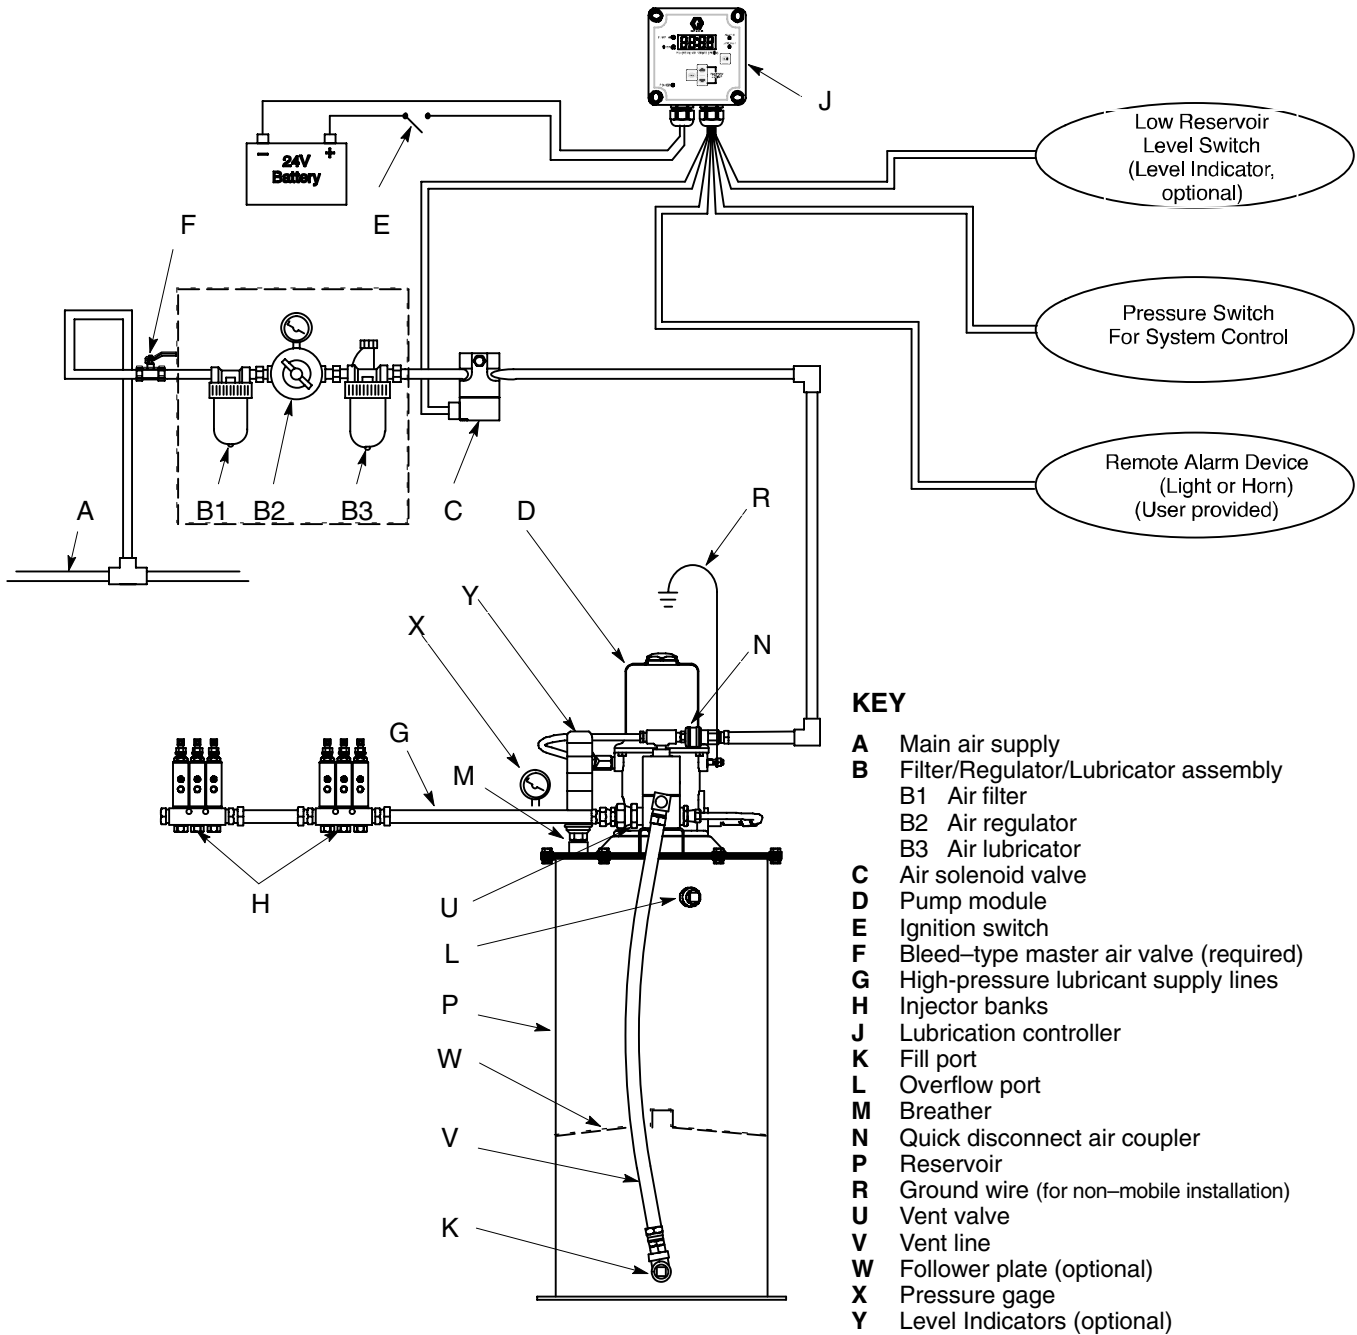 J
Low Reservoir
Level Switch
(Level Indicator,
optional)
24V
Battery
E
F
Pressure Switch
For System Control
Remote Alarm Device
(Light or Horn)
(User provided)
A
B1
B2
B3
C
D
R
Y
X
N
G
M
H
U
L
P
W
V
K
KEY
A Main air supply
B Filter/Regulator/Lubricator assembly
B1 Air filter
B2 Air regulator
B3 Air lubricator
C Air solenoid valve
D Pump module
E Ignition switch
F Bleed–type master air valve (required)
G High-pressure lubricant supply lines
H Injector banks
J Lubrication controller
K Fill port
L Overflow port
M Breather
N Quick disconnect air coupler
P Reservoir
R Ground wire (for non–mobile installation)
U Vent valve
V Vent line
W Follower plate (optional)
X Pressure gage
Y Level Indicators (optional)